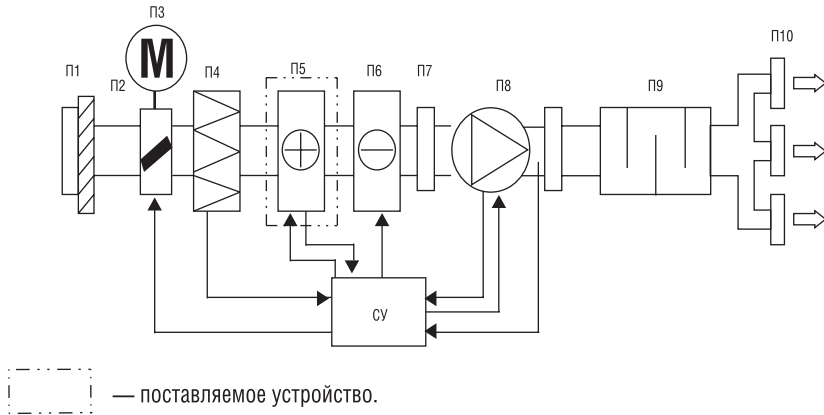 П3
М
П1
П2
П4
П5
П6
П7
П8
П9
П10
СУ
— поставляемое устройство.